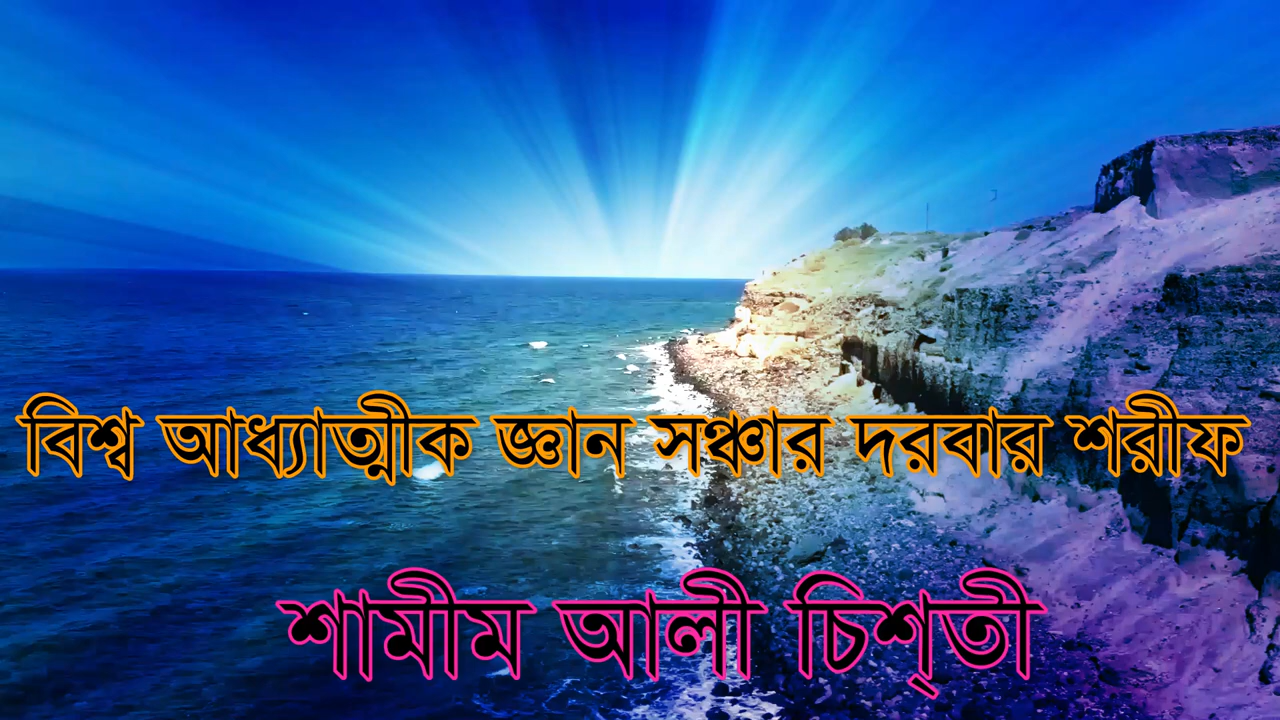 বিশ্ব আধ্যাত্মীক জ্ঞান সঞ্চার দরবার শরীফ
শামীম আলী চিশ্‌তী